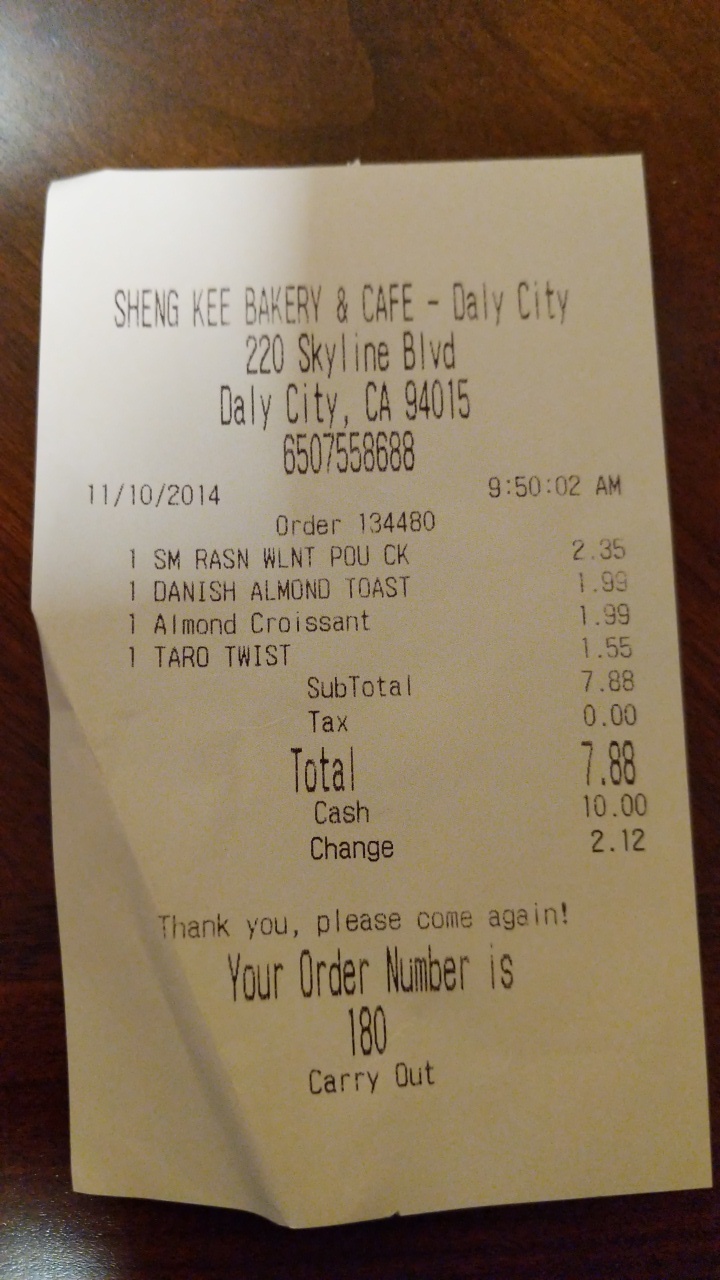 SHENG KEE BAKERY & CAFE - Daly City
220 Skyline Blvd
Daly City, CA 94015
6507558688
11/10/2014 9:50:02 AM
Order 134480
1 SM RASN WLNT POU CK 2.35
1 DANISH ALMOND TOAST 1.99
1 Almond Croissant 1.99
1 TARO TWIST 1.55
SubTotal 7.88
Tax 0.00
Total 7.88
Cash 10.00
Change 2.12
Thank you, please come again!
Your Order Number is
180
Carry Out